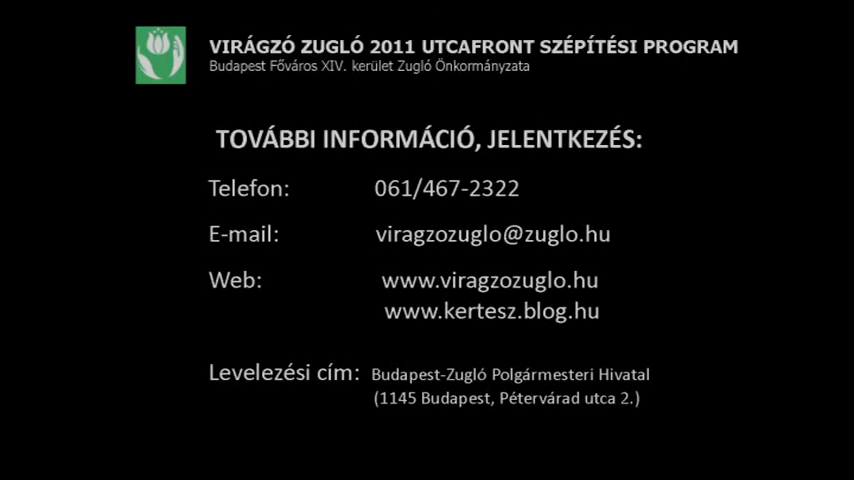 VIRÁGZÓ ZUGLÓ 2011 UTCAFRONT SZÉPÍTÉSI PROGRAM
Budapest Főváros XIV. kerület Zugló Önkormányzata
TOVÁBBI INFORMÁCIÓ, JELENTKEZÉS:
Telefon: 061/467-2322
E-mail: viragzozuglo@zuglo.hu
Web: www.viragzozuglo.hu
www.kertesz.blog.hu
Levelezési cím: Budapest-Zugló Polgármesteri Hivatal
(1145 Budapest, Pétervárad utca 2.)